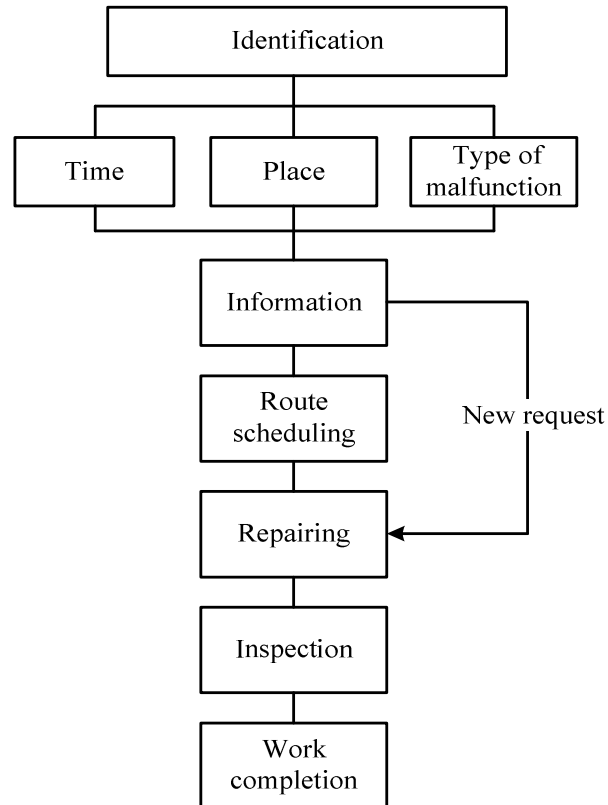 Identification
Time
Place
Type of
malfunction
Information
Route
scheduling
New request
Repairing
Inspection
Work
completion